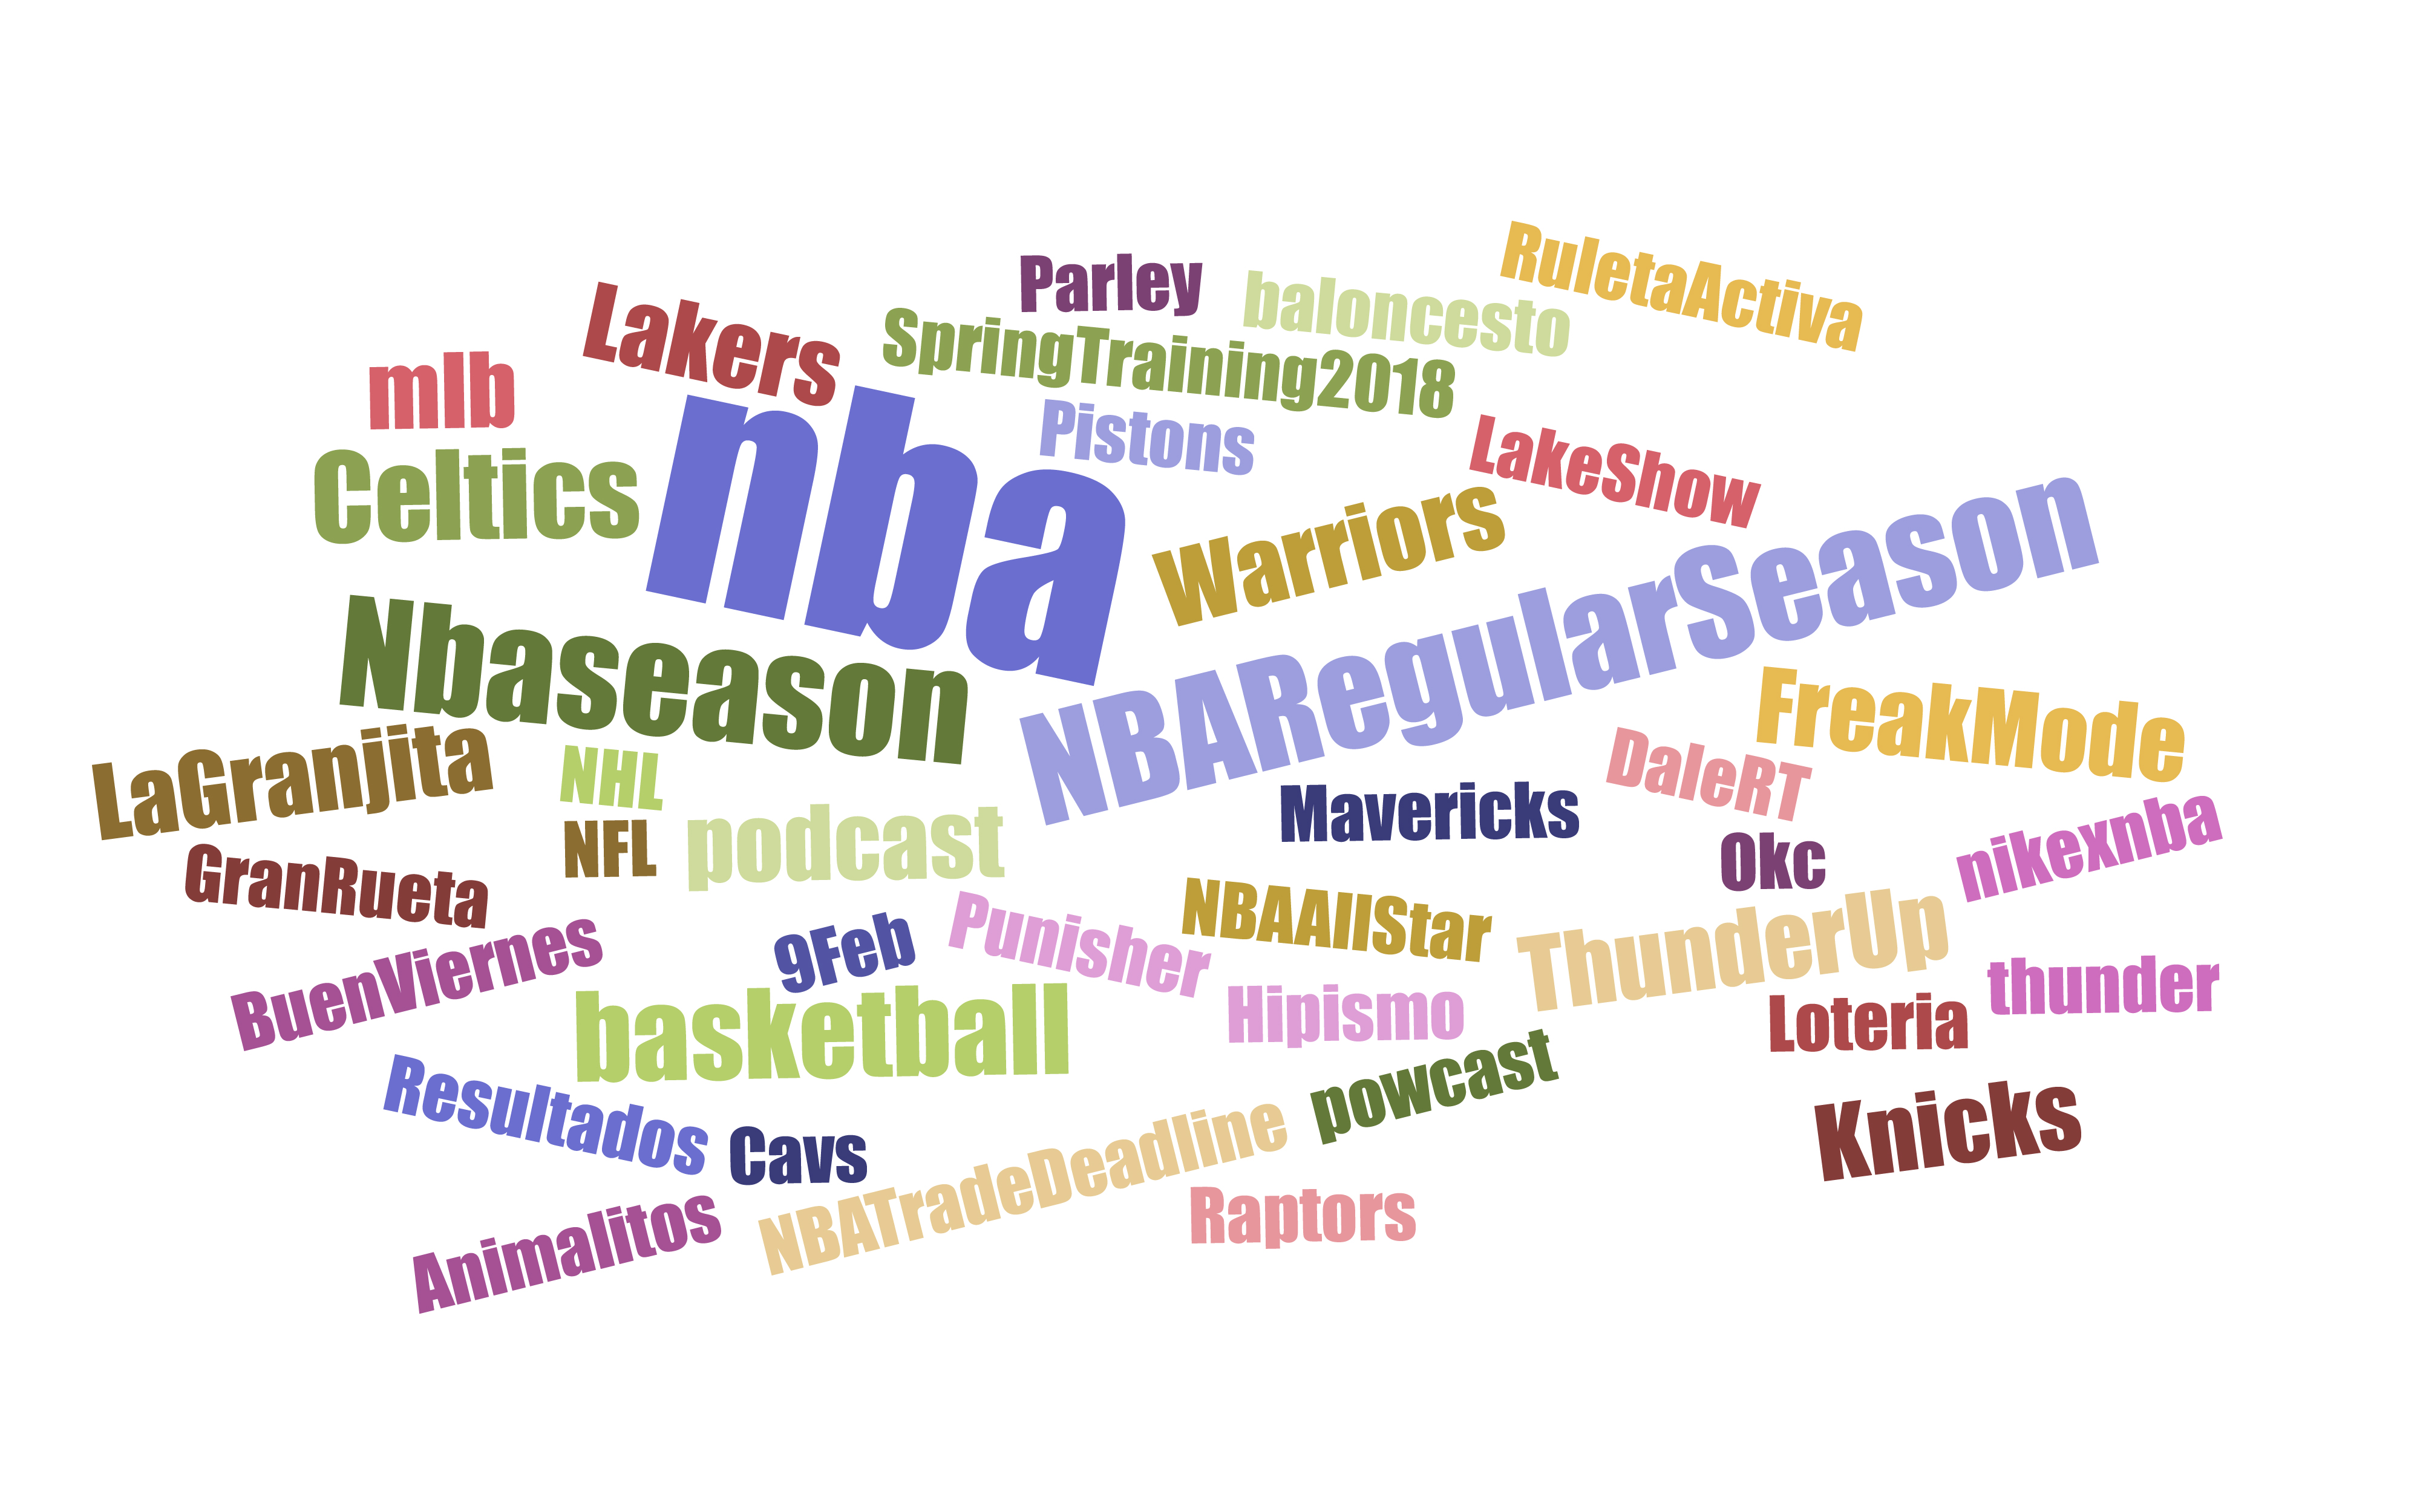 RuletaActiva
Parley
baloncesto
Lakers
SpringTraining2018
mlb
Pistons
Lakeshow
Celtics
nba
Warriors
NBARegularSeason
Nbaseason
FreakMode
LaGranjita
NHL
DaleRT
Mavericks
NFL
podcast
Okc
nikexnba
GranRueta
NBAAllStar
Punisher
ThunderUp
9Feb
BuenViernes
thunder
Hipismo
Loteria
basketball
powcast
Resultados
Knicks
Cavs
NBATradeDeadline
Raptors
Animalitos